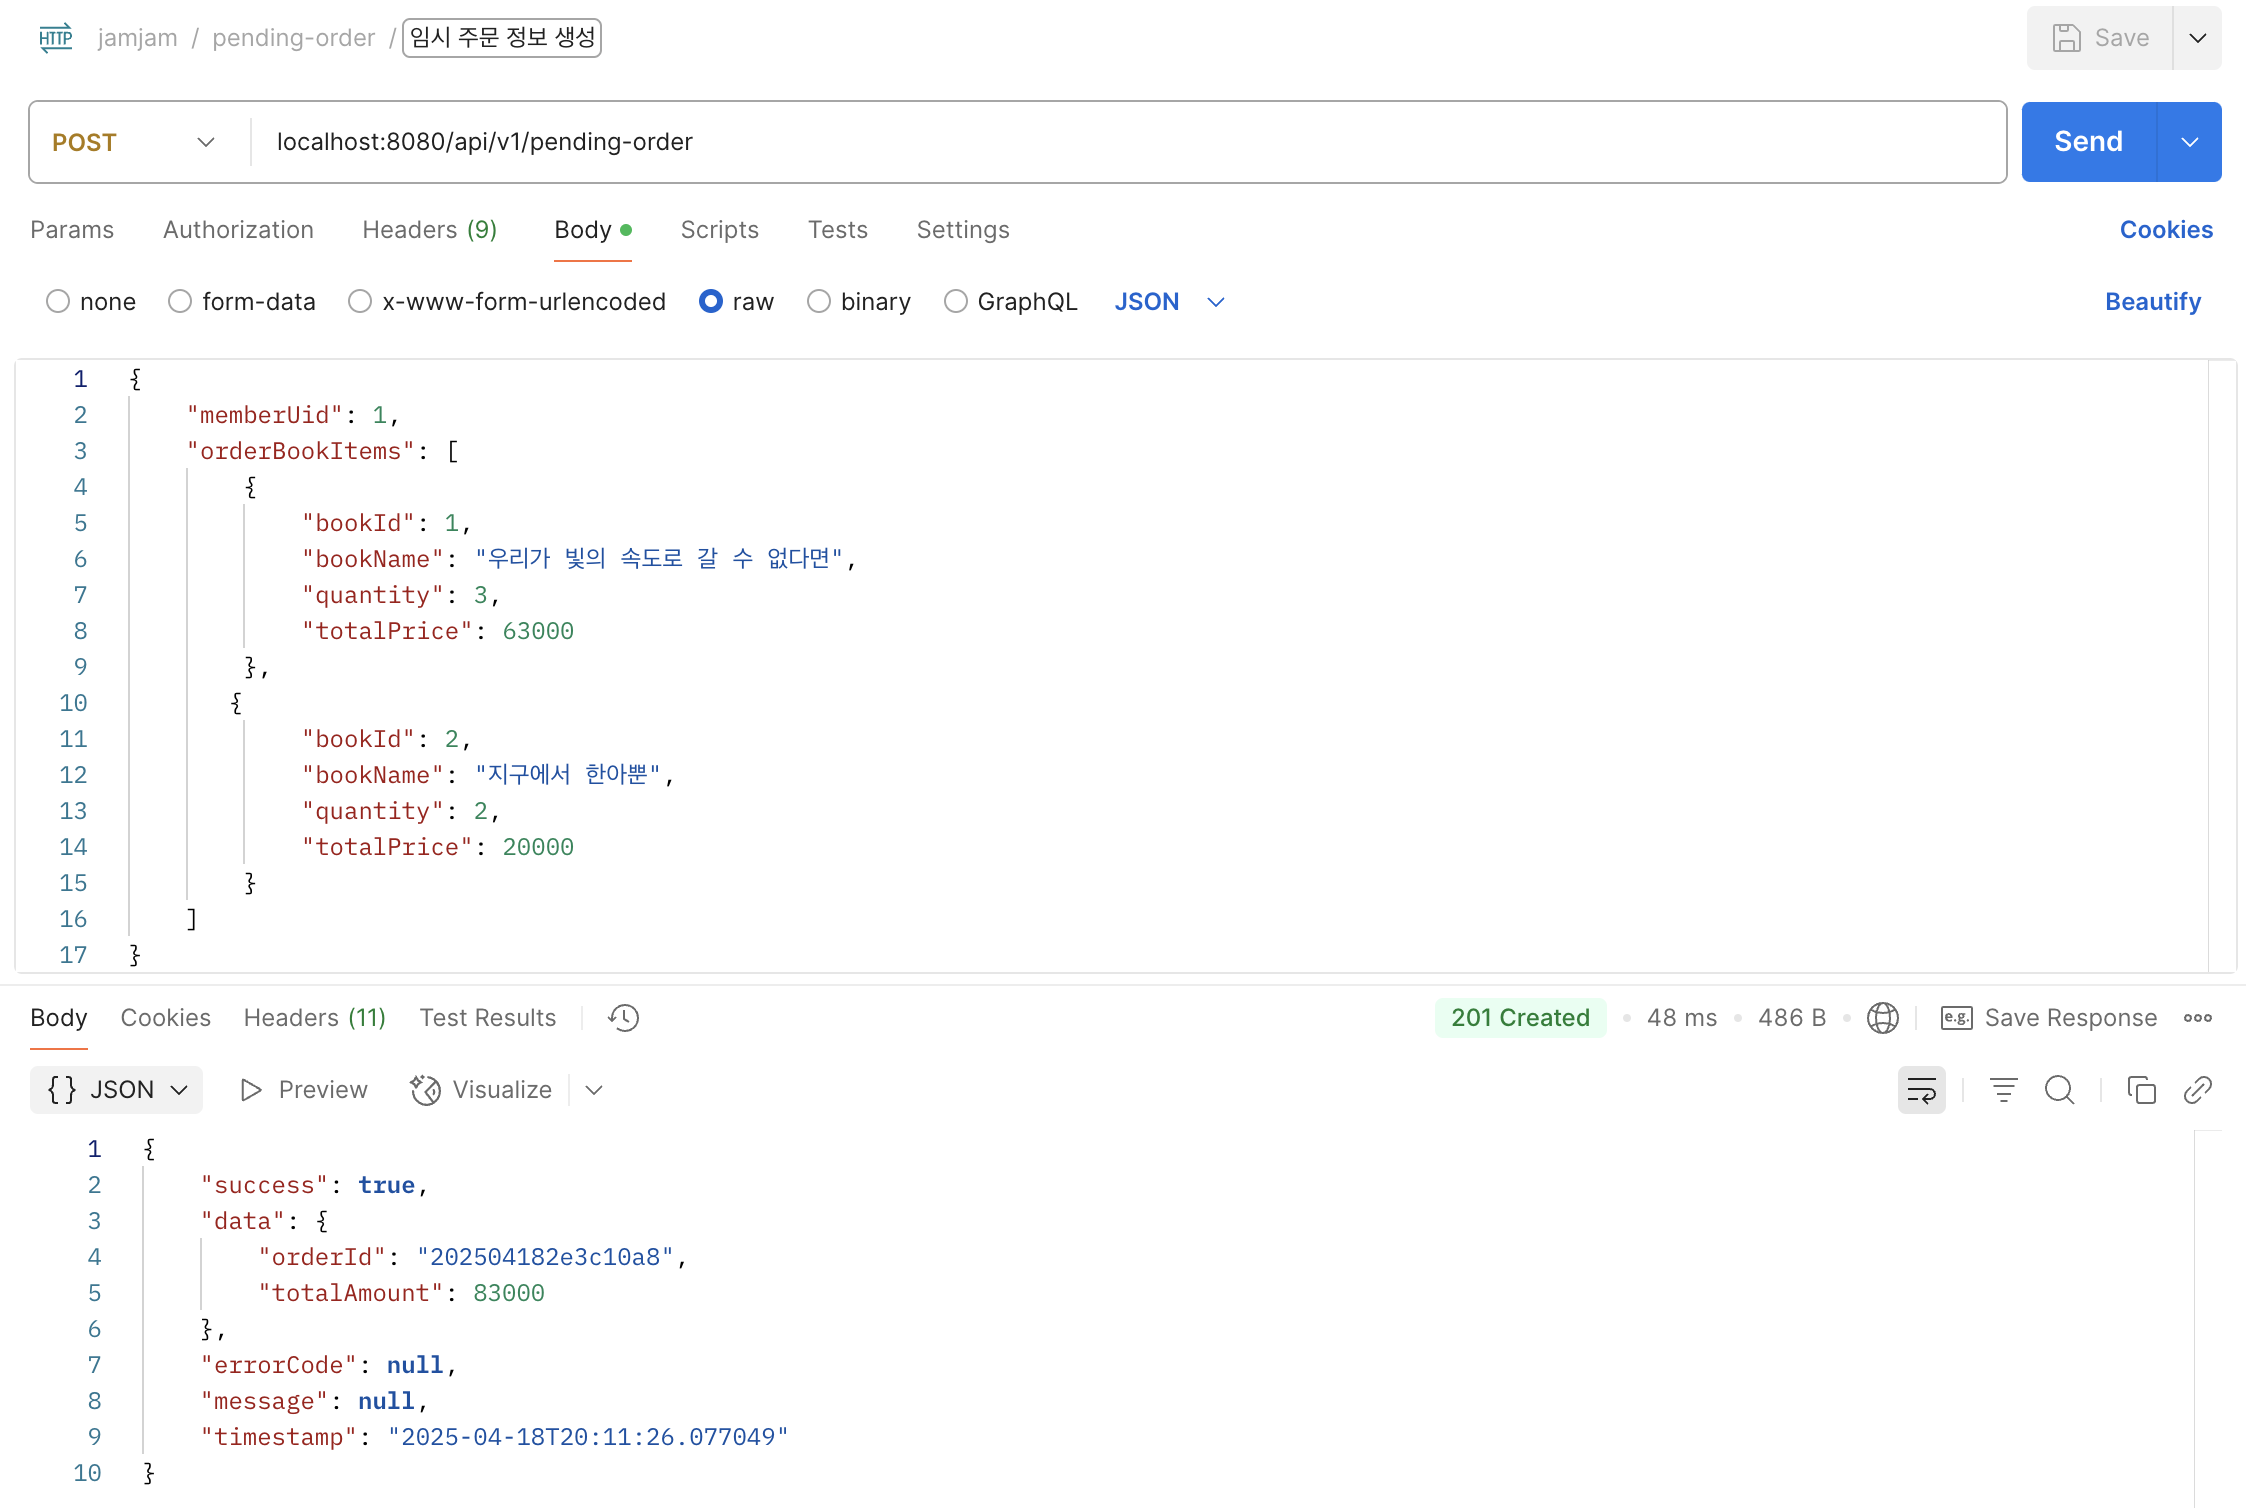 HTTP jamjam / pending-order / 임시 주문 정보 생성 Save
POST localhost:8080/api/v1/pending-order Send
Params Authorization Headers (9) Body Scripts Tests Settings Cookies
none form-data x-www-form-urlencoded raw binary GraphQL JSON Beautify
1 {
2 "memberUid": 1,
3 "orderBookItems": [
4 {
5 "bookId": 1,
6 "bookName": "우리가 빛의 속도로 갈 수 없다면",
7 "quantity": 3,
8 "totalPrice": 63000
9 },
10 {
11 "bookId": 2,
12 "bookName": "지구에서 한아뿐",
13 "quantity": 2,
14 "totalPrice": 20000
15 }
16 ]
17 }
Body Cookies Headers (11) Test Results 201 Created • 48 ms • 486 B • e.g. Save Response
{} JSON Preview Visualize
1 {
2 "success": true,
3 "data": {
4 "orderId": "202504182e3c10a8",
5 "totalAmount": 83000
6 },
7 "errorCode": null,
8 "message": null,
9 "timestamp": "2025-04-18T20:11:26.077049"
10 }